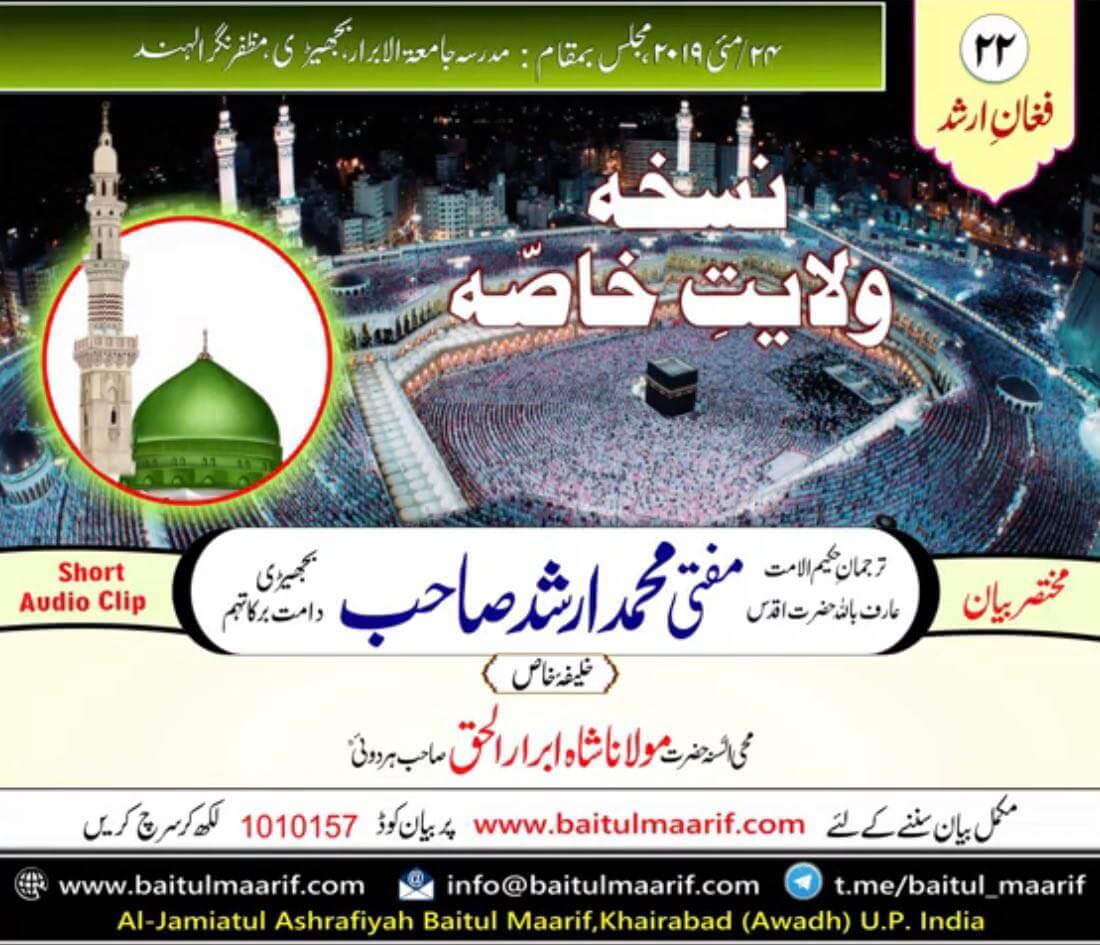 ۲۴/مئی ۲۰۱۹، مجلس بمقام : مدرسہ جامعۃ الابرار، بجھیڑی، مظفر نگر الہند
۲۲
فغانِ ارشد
نسخہ
ولایتِ خاصّہ
Short
Audio Clip
مختصر بیان
ترجمانِ حکیم الامت
عارف باللہ حضرت اقدس
مفتی محمد ارشد صاحب
بجھیڑی
دامت برکاتہم
خلیفۂ خاص
محی السنہ حضرت مولانا شاہ ابرار الحق صاحب ہردوئیؒ
مکمل بیان سننے کے لئے www.baitulmaarif.com پر بیان کوڈ 1010157 لکھ کر سرچ کریں
www.baitulmaarif.com info@baitulmaarif.com t.me/baitul_maarif
Al-Jamiatul Ashrafiyah Baitul Maarif,Khairabad (Awadh) U.P. India